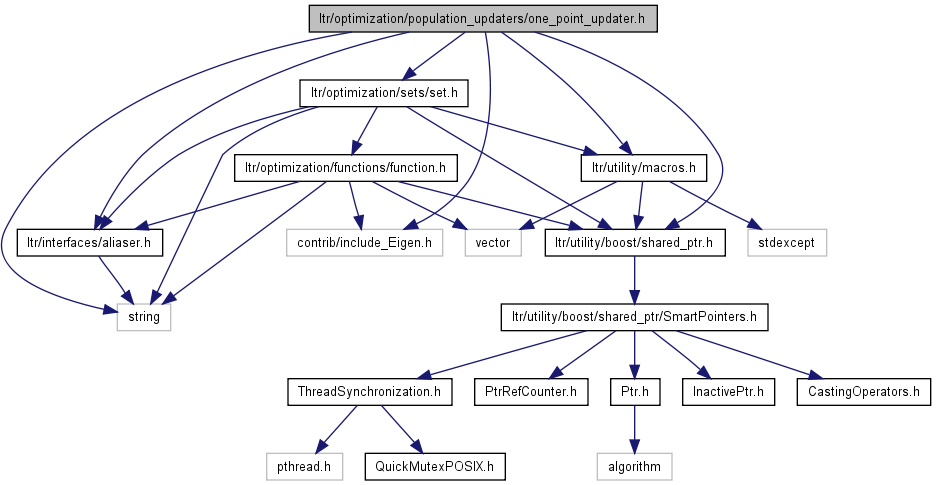 ltr/optimization/population_updaters/one_point_updater.h
ltr/optimization/sets/set.h
ltr/optimization/functions/function.h
ltr/utility/macros.h
ltr/interfaces/aliaser.h
contrib/include_Eigen.h
vector
ltr/utility/boost/shared_ptr.h
stdexcept
string
ltr/utility/boost/shared_ptr/SmartPointers.h
ThreadSynchronization.h
PtrRefCounter.h
Ptr.h
InactivePtr.h
CastingOperators.h
pthread.h
QuickMutexPOSIX.h
algorithm